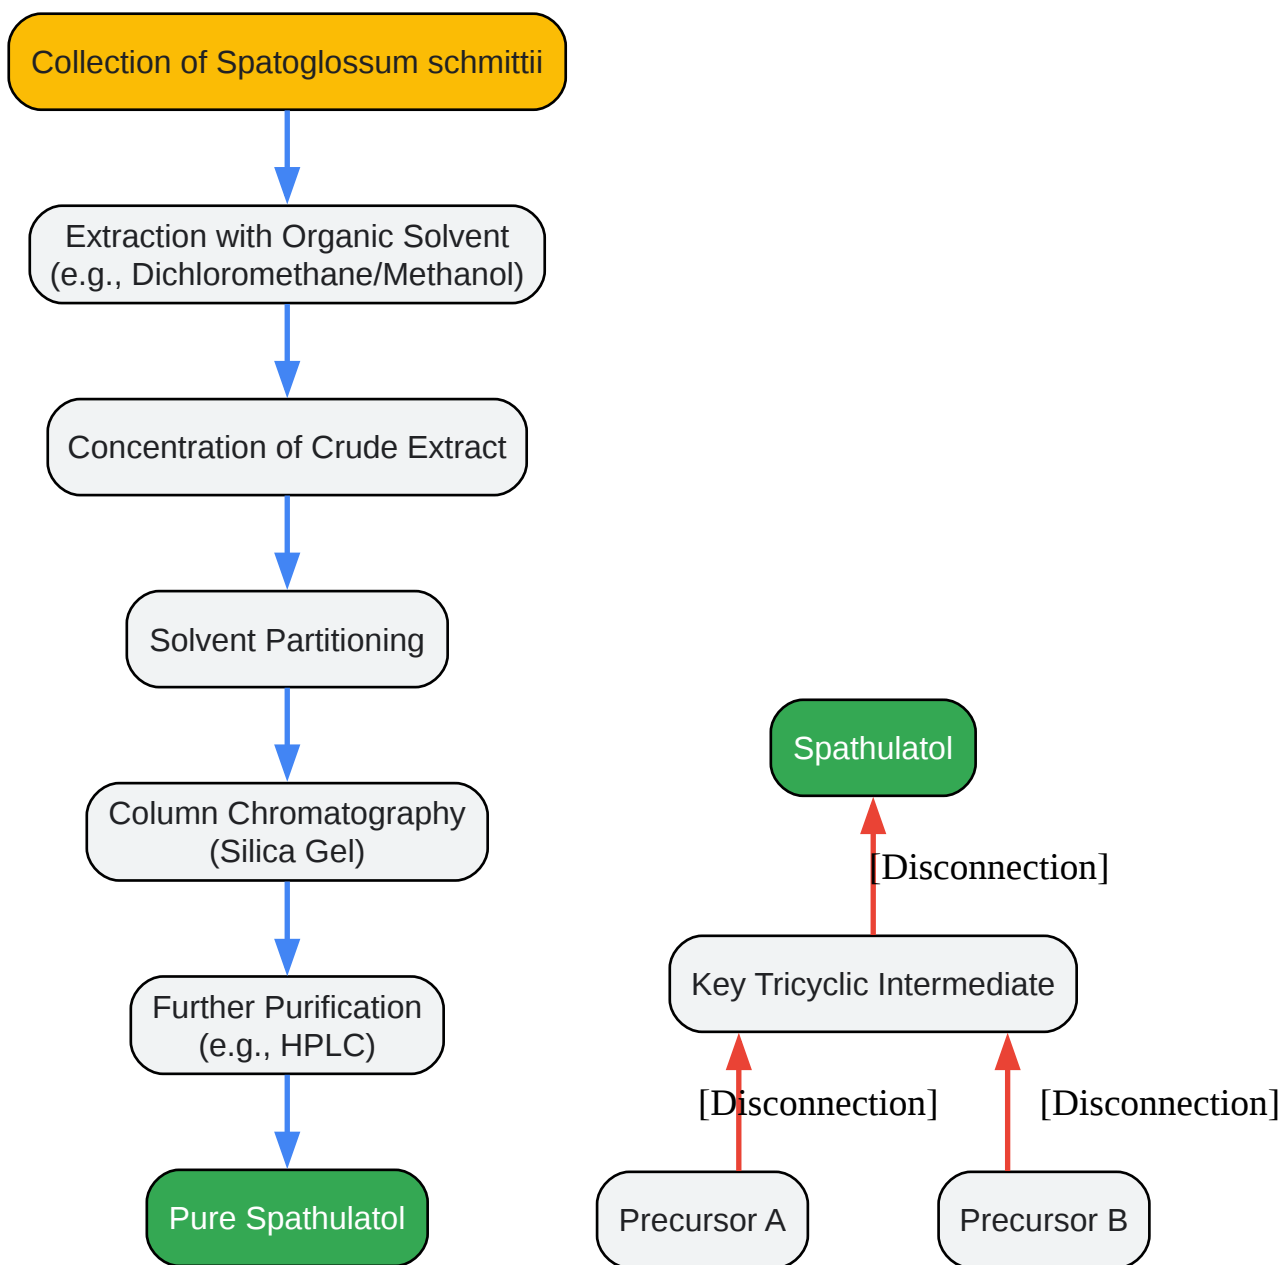 Collection of Spatoglossum schmittii
Extraction with Organic Solvent
(e.g., Dichloromethane/Methanol)
Concentration of Crude Extract
Solvent Partitioning
Column Chromatography
(Silica Gel)
Further Purification
(e.g., HPLC)
Pure Spathulatol
Spathulatol
[Disconnection]
Key Tricyclic Intermediate
[Disconnection]
[Disconnection]
Precursor A
Precursor B